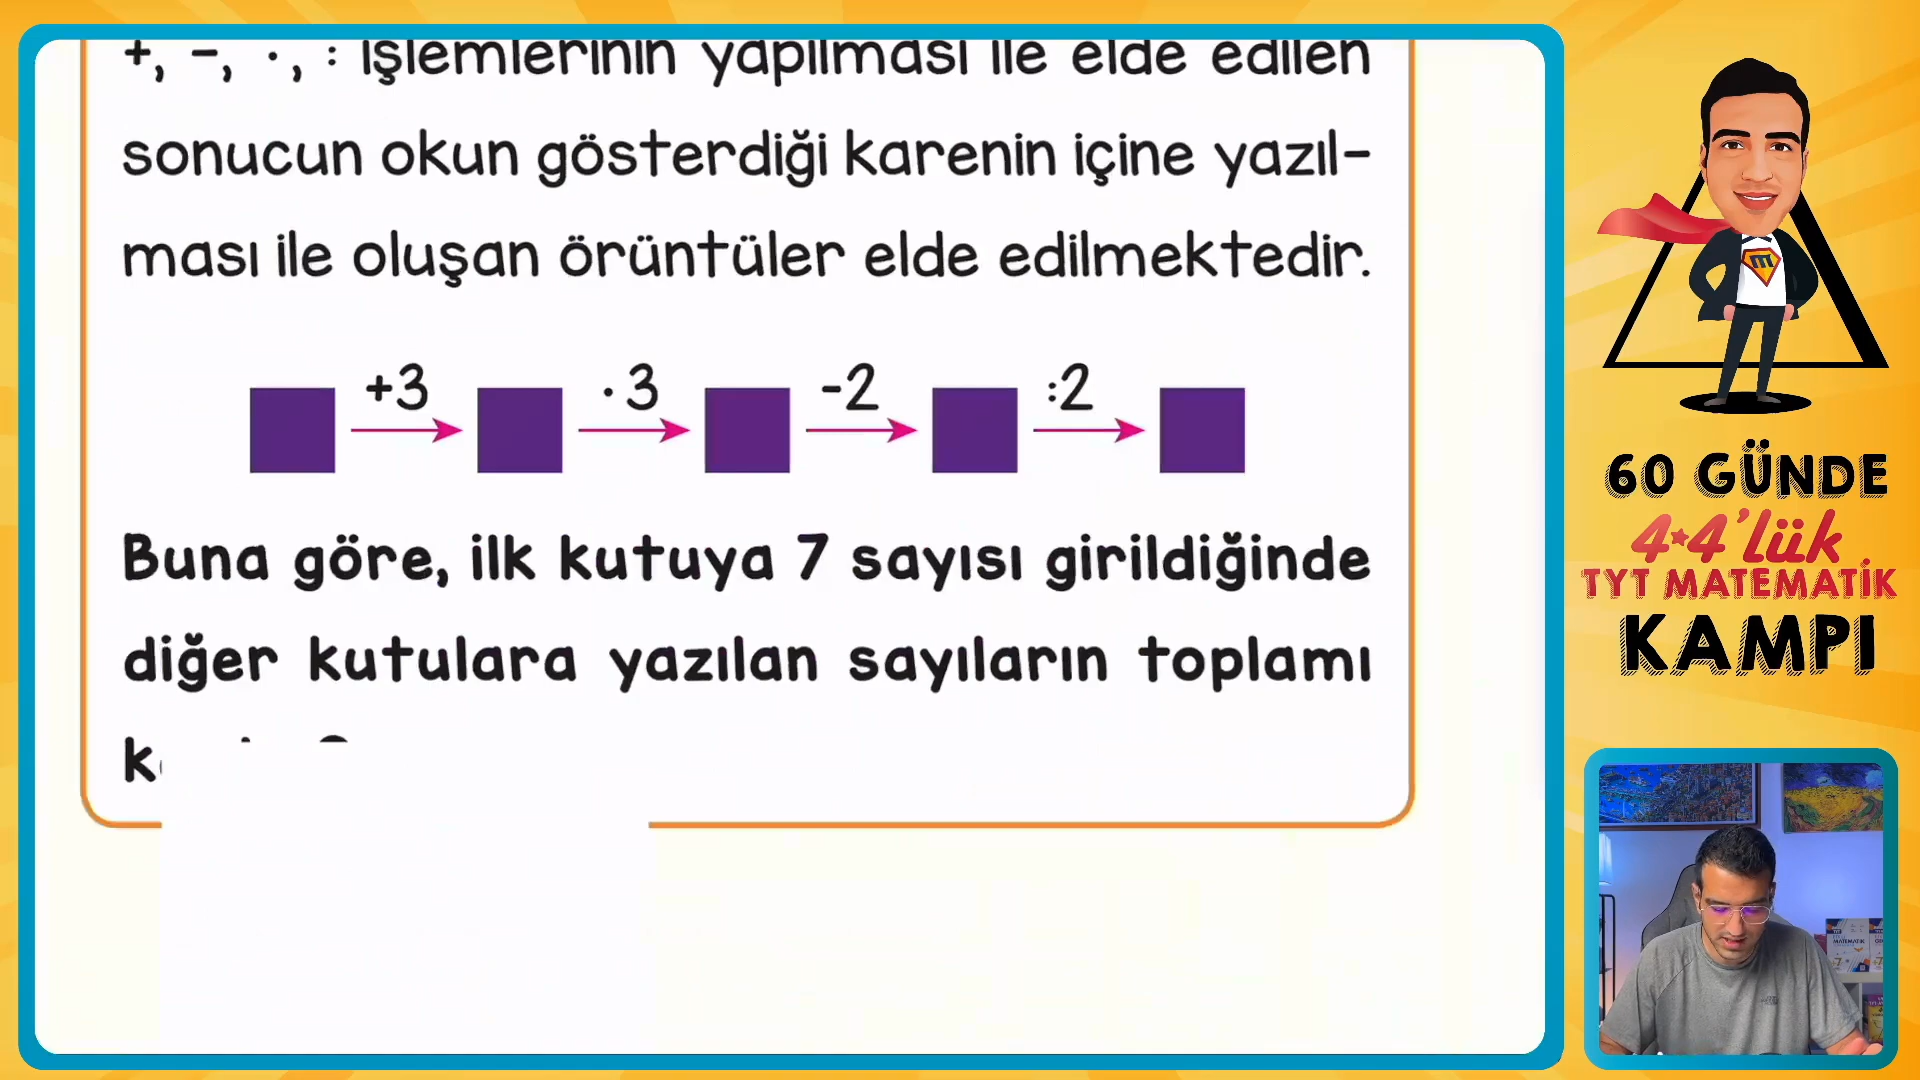 +, -, ·, : işlemlerinin yapılması ile elde edilen
sonucun okun gösterdiği karenin içine yazıl-
ması ile oluşan örüntüler elde edilmektedir.
+3 ·3 -2 :2
Buna göre, ilk kutuya 7 sayısı girildiğinde
diğer kutulara yazılan sayıların toplamı
60 GÜNDE
4★4'lük
TYT MATEMATİK
KAMPI
MATEMATİK